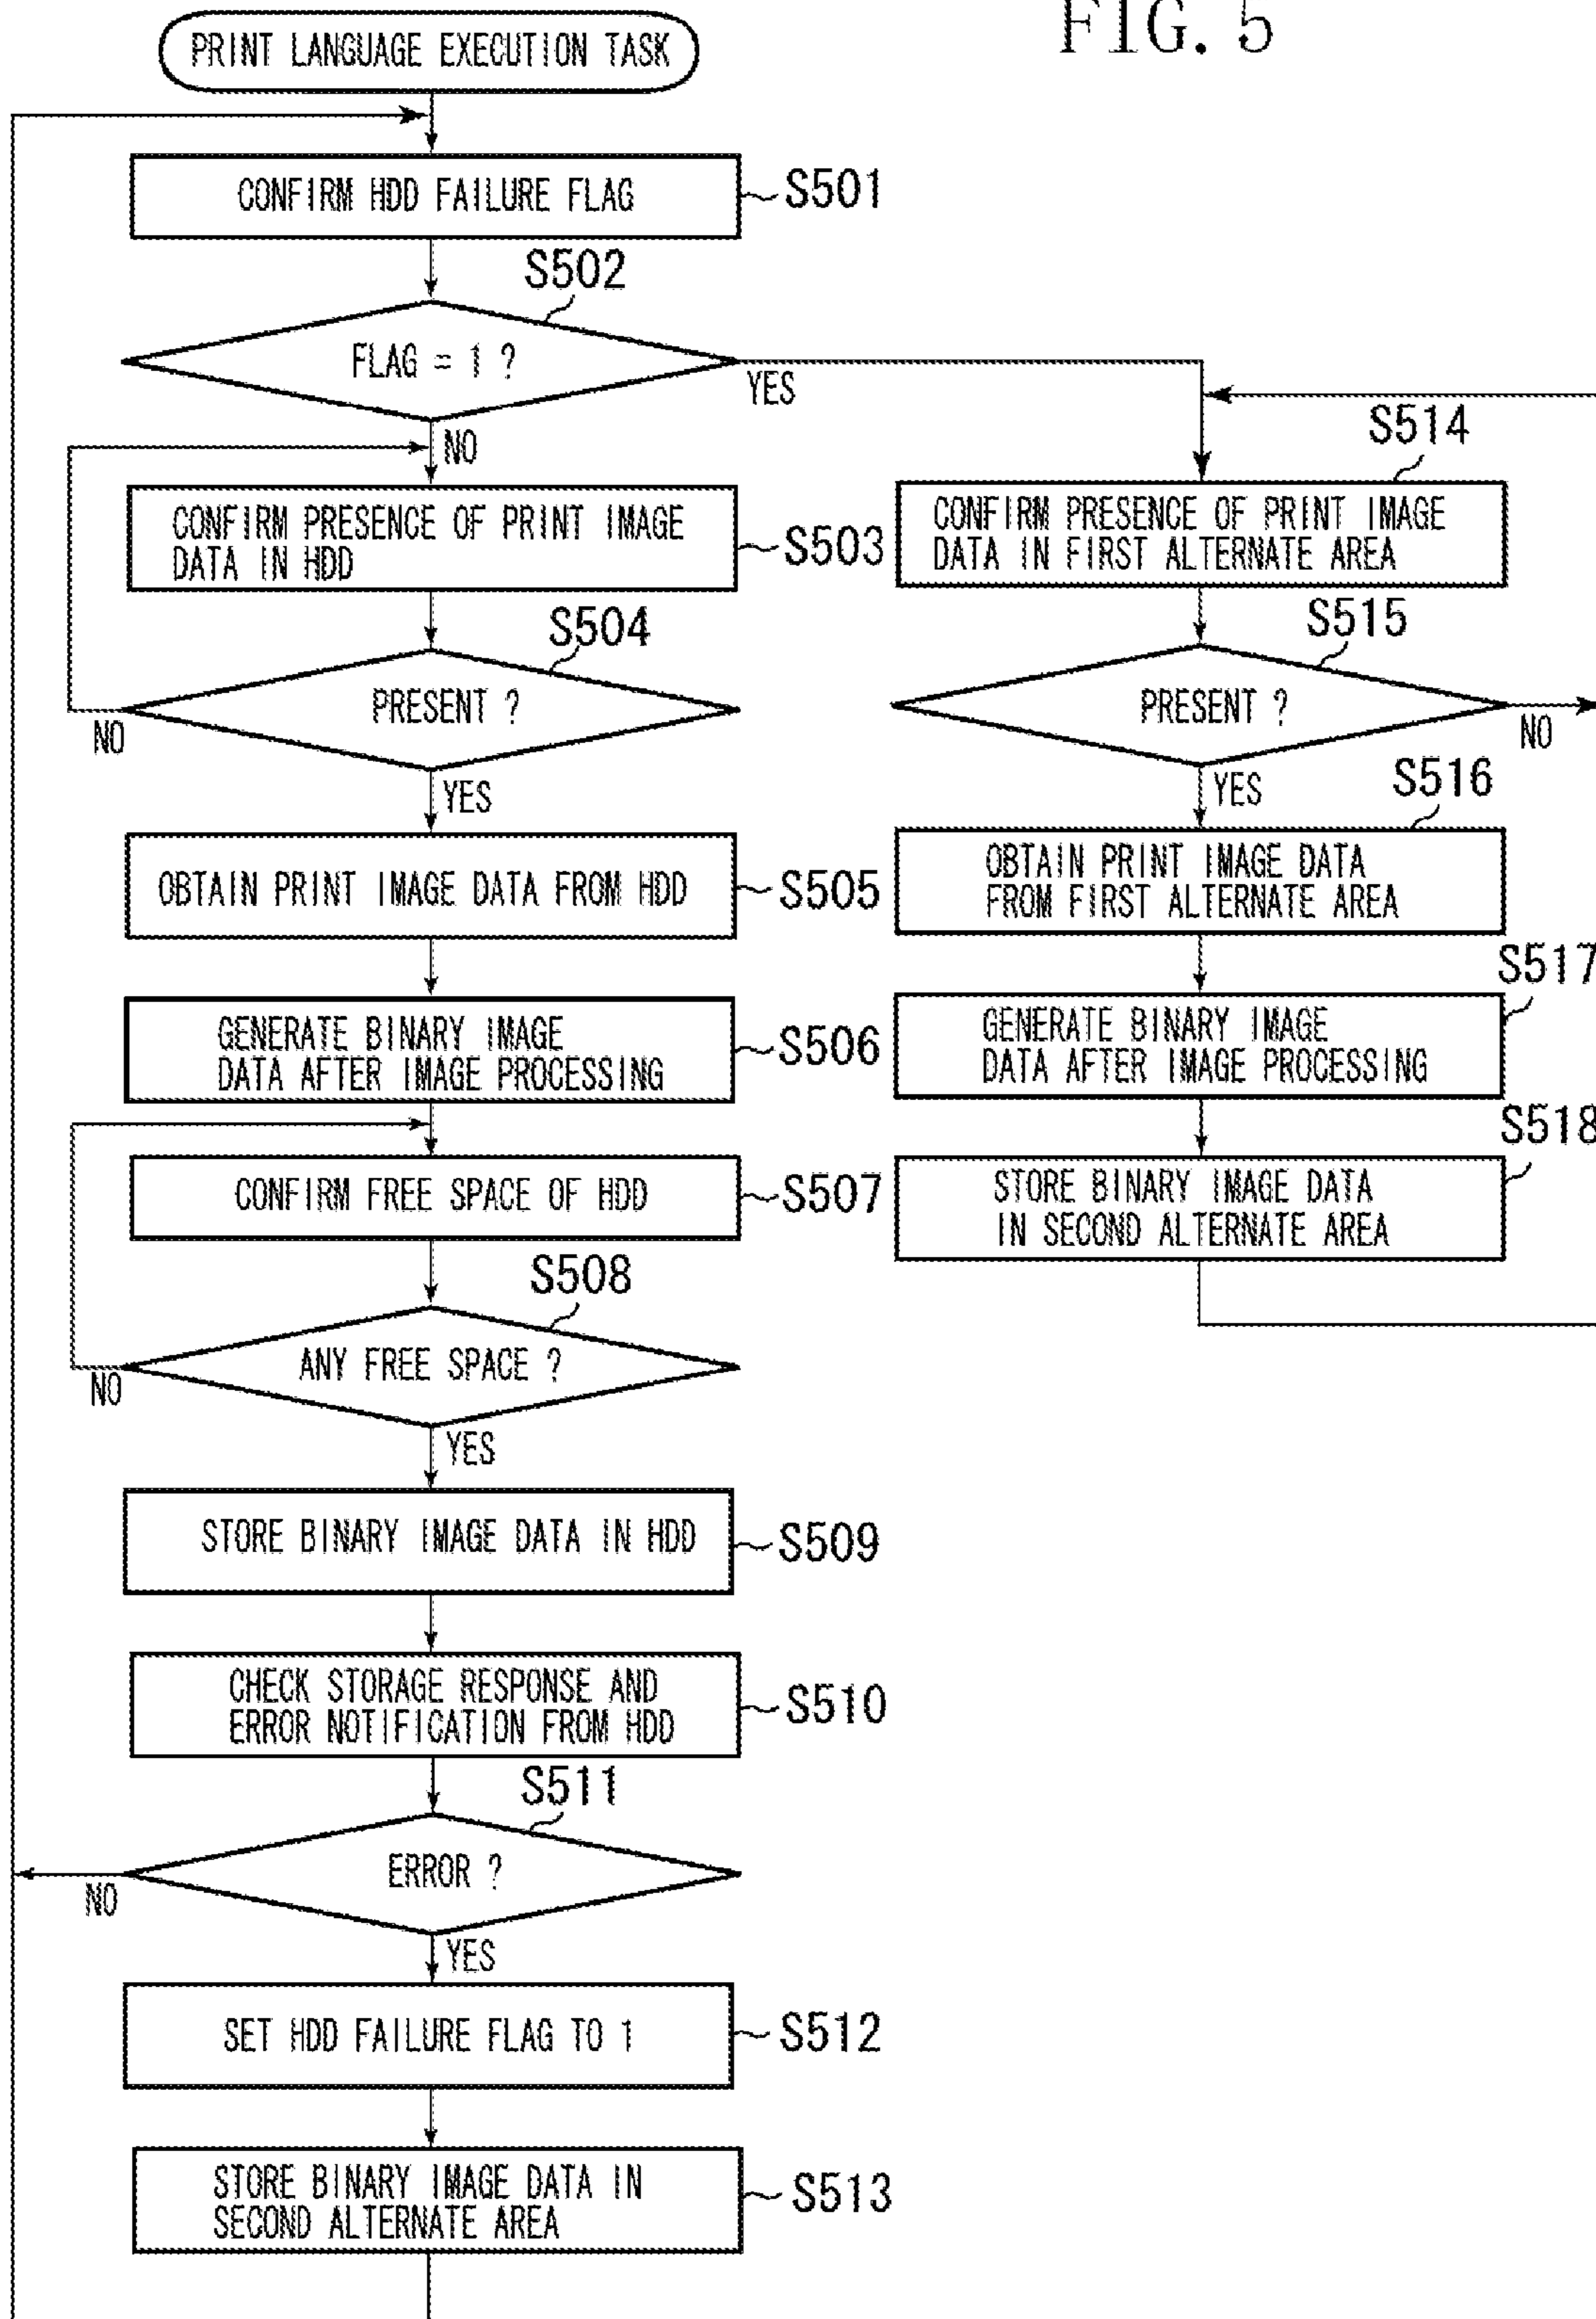 FIG. 5
PRINT LANGUAGE EXECUTION TASK
CONFIRM HDD FAILURE FLAG
S501
S502
FLAG = 1 ?
YES
NO
CONFIRM PRESENCE OF PRINT IMAGE
DATA IN HDD
S503
S504
PRESENT ?
NO
YES
OBTAIN PRINT IMAGE DATA FROM HDD
S505
GENERATE BINARY IMAGE
DATA AFTER IMAGE PROCESSING
S506
CONFIRM FREE SPACE OF HDD
S507
S508
ANY FREE SPACE ?
NO
YES
STORE BINARY IMAGE DATA IN HDD
S509
CHECK STORAGE RESPONSE AND
ERROR NOTIFICATION FROM HDD
S510
S511
ERROR ?
NO
YES
SET HDD FAILURE FLAG TO 1
S512
STORE BINARY IMAGE DATA IN
SECOND ALTERNATE AREA
S513
S514
CONFIRM PRESENCE OF PRINT IMAGE
DATA IN FIRST ALTERNATE AREA
S515
PRESENT ?
NO
YES
S516
OBTAIN PRINT IMAGE DATA
FROM FIRST ALTERNATE AREA
S517
GENERATE BINARY IMAGE
DATA AFTER IMAGE PROCESSING
S518
STORE BINARY IMAGE DATA
IN SECOND ALTERNATE AREA